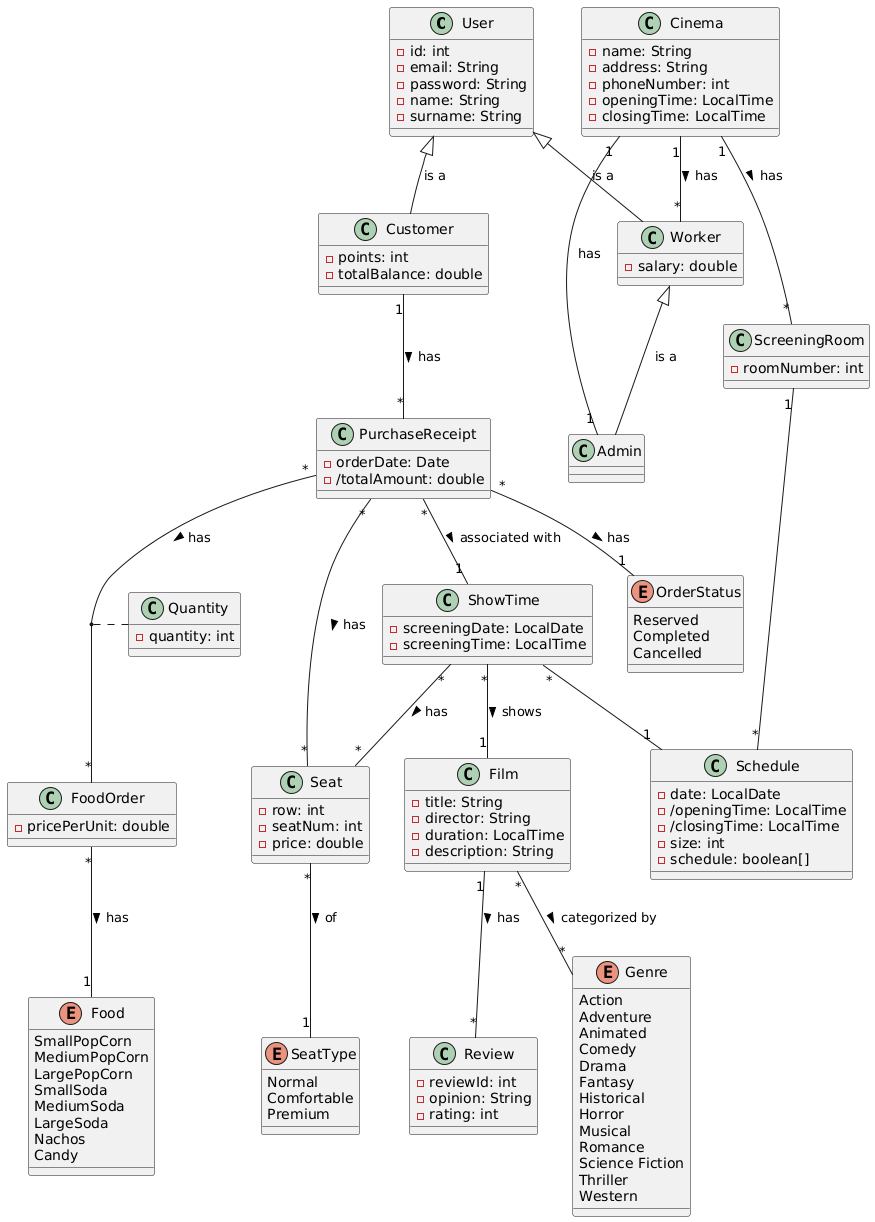 C User
id: int
email: String
password: String
name: String
surname: String
C Cinema
name: String
address: String
phoneNumber: int
openingTime: LocalTime
closingTime: LocalTime
1
1
1
is a
is a
has
has
*
C Customer
points: int
totalBalance: double
C Worker
salary: double
has
*
C ScreeningRoom
roomNumber: int
1
has
*
is a
1
1
C PurchaseReceipt
orderDate: Date
/totalAmount: double
C Admin
*
*
*
*
has
associated with
has
1
1
C Quantity
quantity: int
has
C ShowTime
screeningDate: LocalDate
screeningTime: LocalTime
E OrderStatus
Reserved
Completed
Cancelled
*
*
*
has
shows
*
*
*
1
1
*
C FoodOrder
pricePerUnit: double
C Seat
row: int
seatNum: int
price: double
C Film
title: String
director: String
duration: LocalTime
description: String
C Schedule
date: LocalDate
/openingTime: LocalTime
/closingTime: LocalTime
size: int
schedule: boolean[]
*
*
1
*
has
of
has
categorized by
1
1
*
*
E Food
SmallPopCorn
MediumPopCorn
LargePopCorn
SmallSoda
MediumSoda
LargeSoda
Nachos
Candy
E SeatType
Normal
Comfortable
Premium
C Review
reviewId: int
opinion: String
rating: int
E Genre
Action
Adventure
Animated
Comedy
Drama
Fantasy
Historical
Horror
Musical
Romance
Science Fiction
Thriller
Western